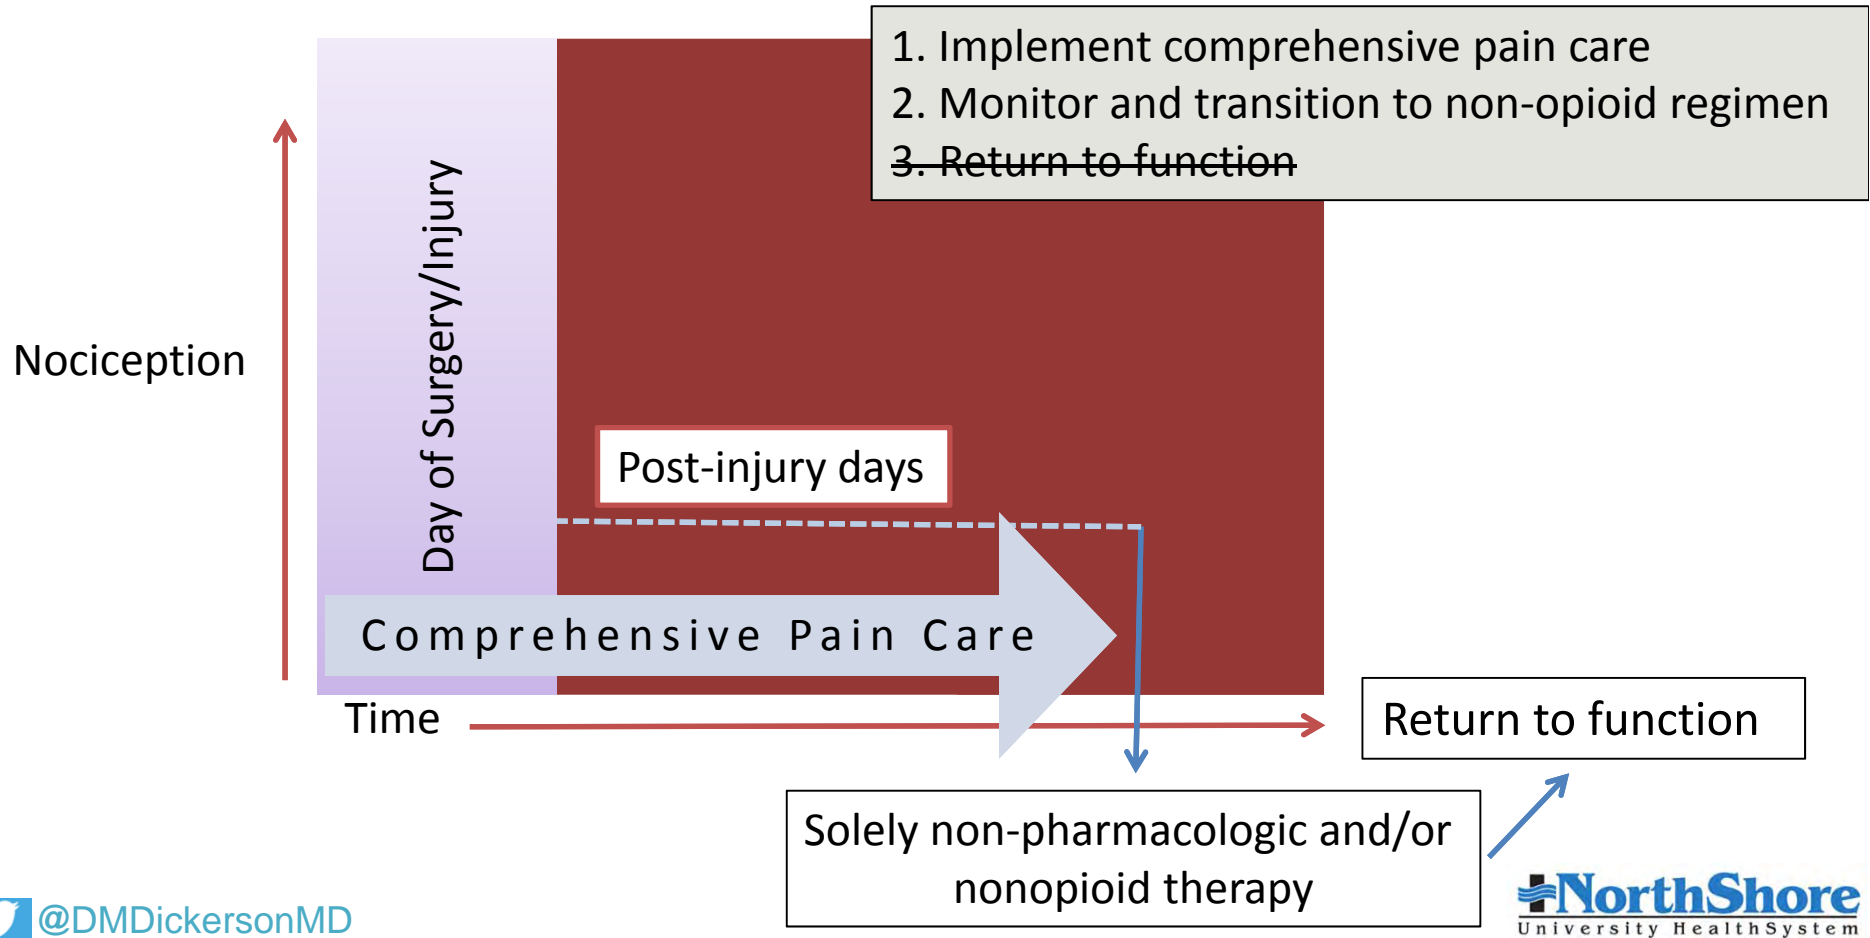 1. Implement comprehensive pain care
2. Monitor and transition to non-opioid regimen
3. Return to function
Nociception
Day of Surgery/Injury
Post-injury days
Comprehensive Pain Care
Time
Return to function
Solely non-pharmacologic and/or
nonopioid therapy
@DMDickersonMD
NorthShore
University HealthSystem